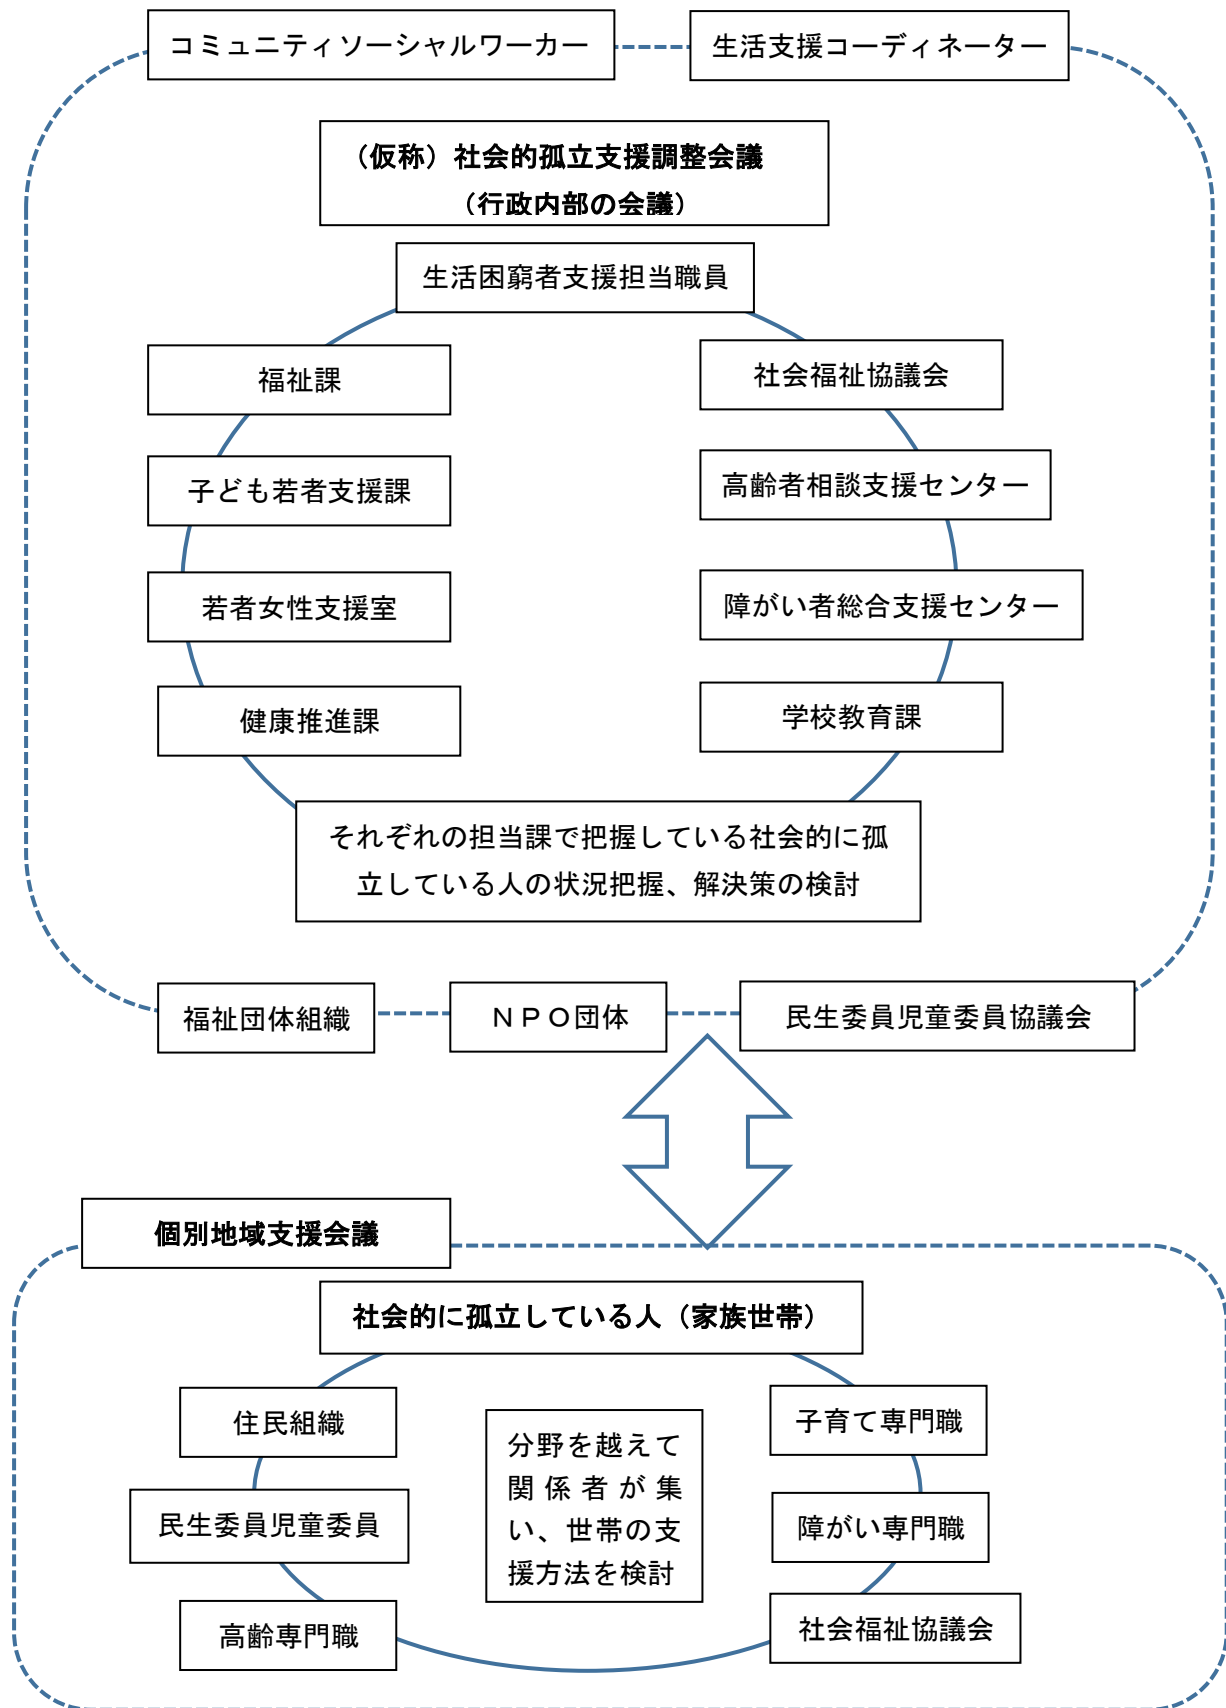 コミュニティソーシャルワーカー
生活支援コーディネーター
（仮称）社会的孤立支援調整会議
（行政内部の会議）
生活困窮者支援担当職員
福祉課
社会福祉協議会
子ども若者支援課
高齢者相談支援センター
若者女性支援室
障がい者総合支援センター
健康推進課
学校教育課
それぞれの担当課で把握している社会的に孤
立している人の状況把握、解決策の検討
福祉団体組織
ＮＰＯ団体
民生委員児童委員協議会
個別地域支援会議
社会的に孤立している人（家族世帯）
住民組織
子育て専門職
分野を越えて
関係者が集
い、世帯の支
援方法を検討
民生委員児童委員
障がい専門職
高齢専門職
社会福祉協議会